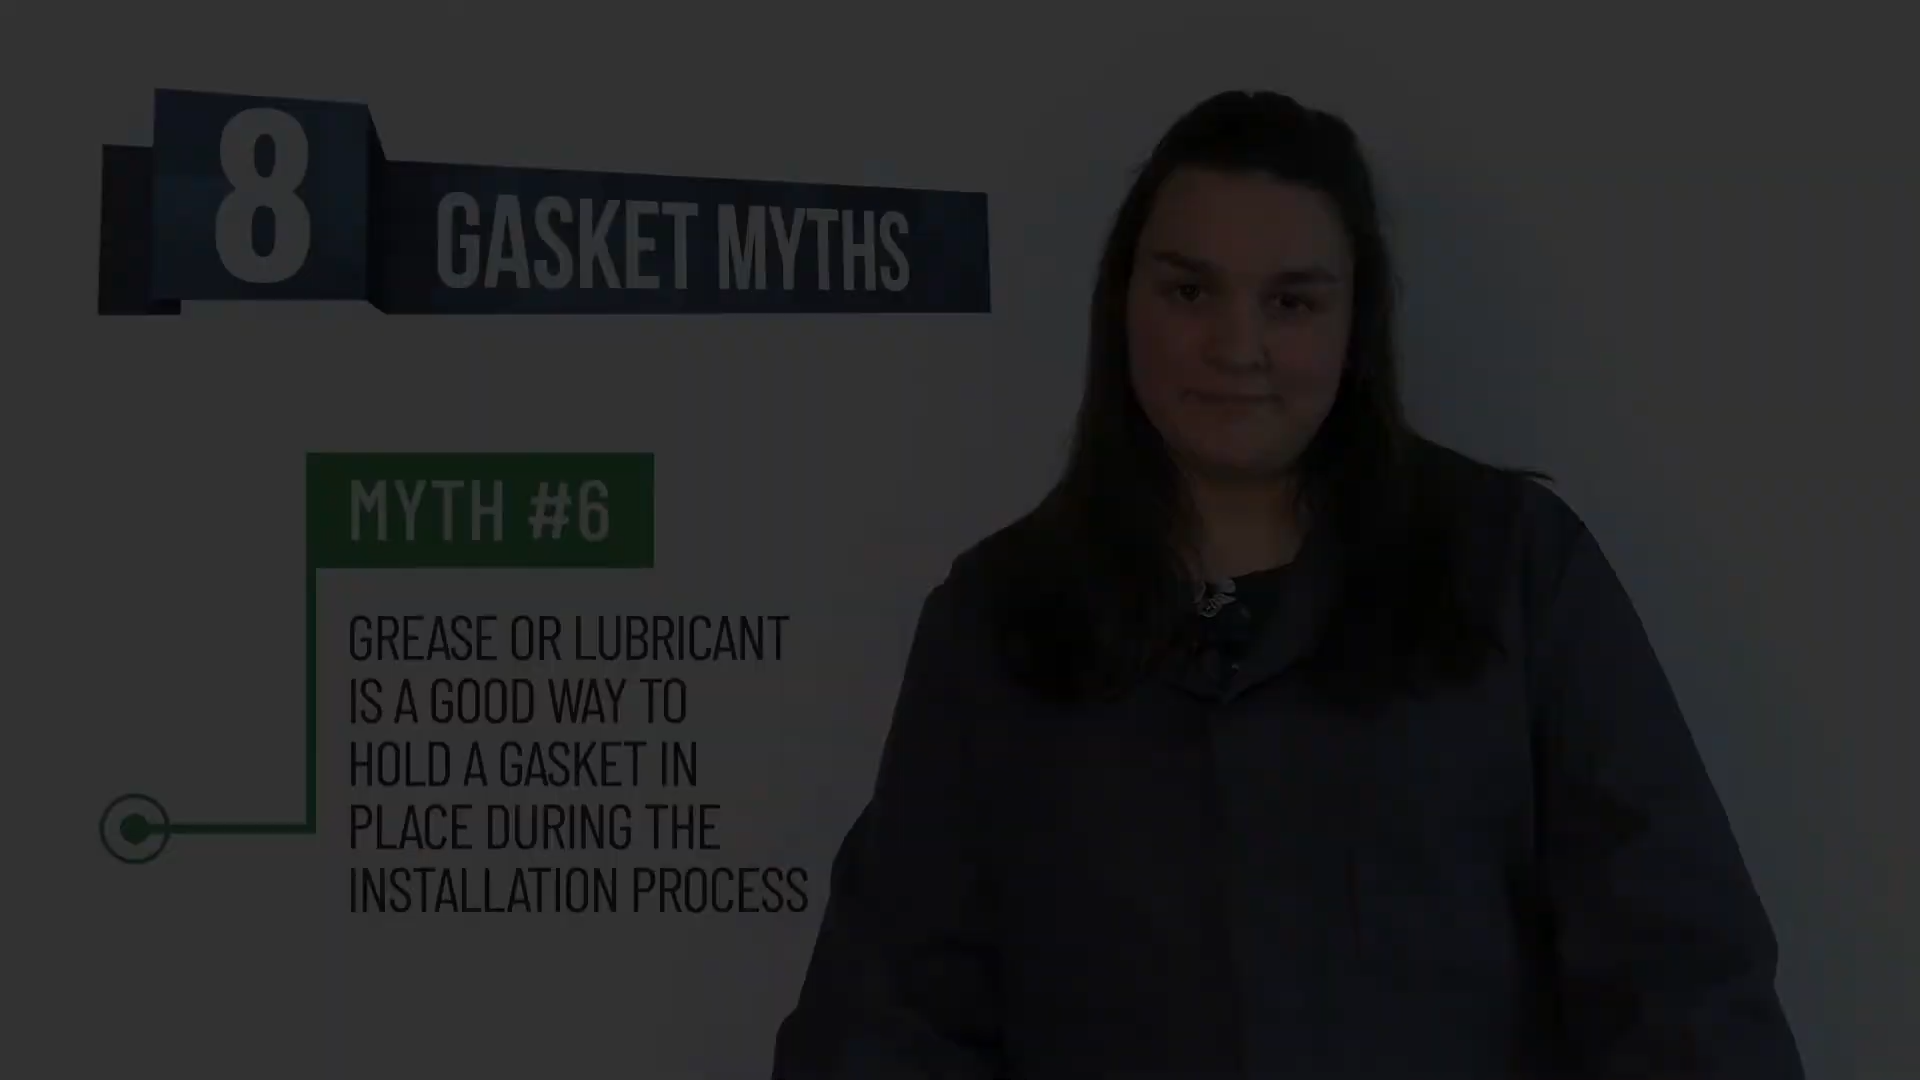 8
GASKET MYTHS
MYTH #6
GREASE OR LUBRICANT
IS A GOOD WAY TO
HOLD A GASKET IN
PLACE DURING THE
INSTALLATION PROCESS